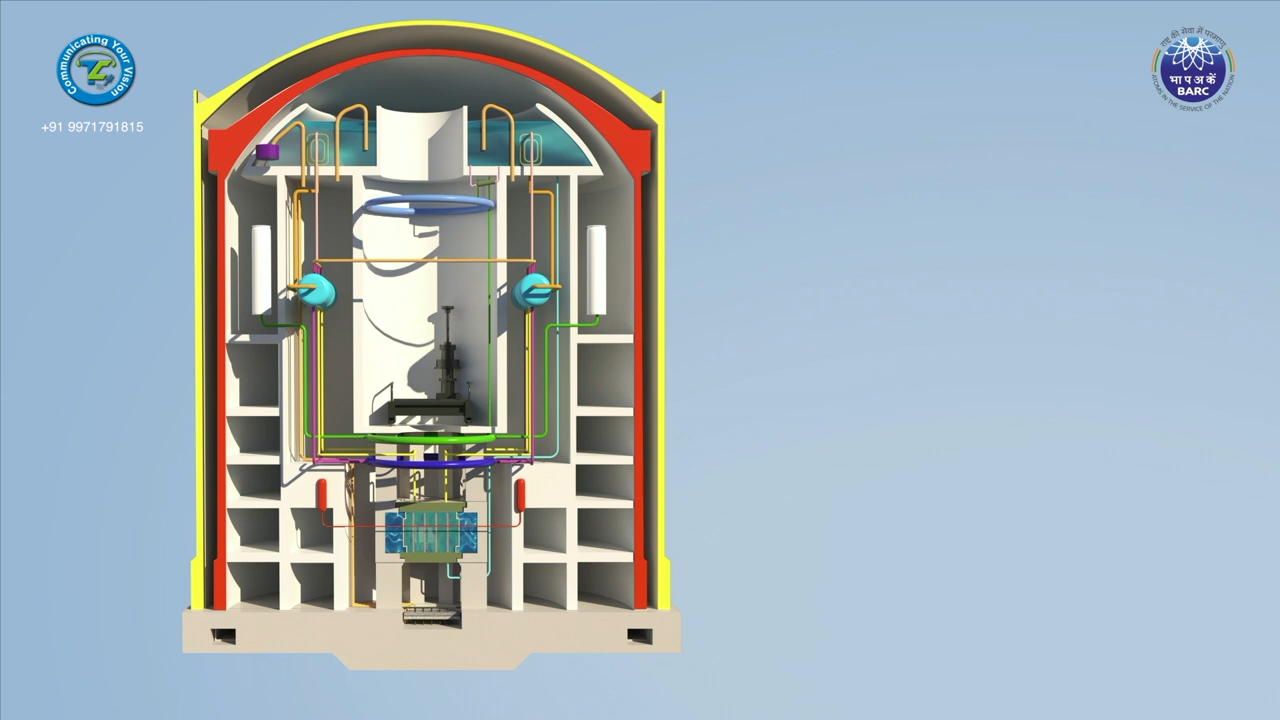 Communicating Your Vision
+91 9971791815
राष्ट्र की सेवा में परमाणु
भा प अ कें
BARC
ATOMS IN THE SERVICE OF THE NATION